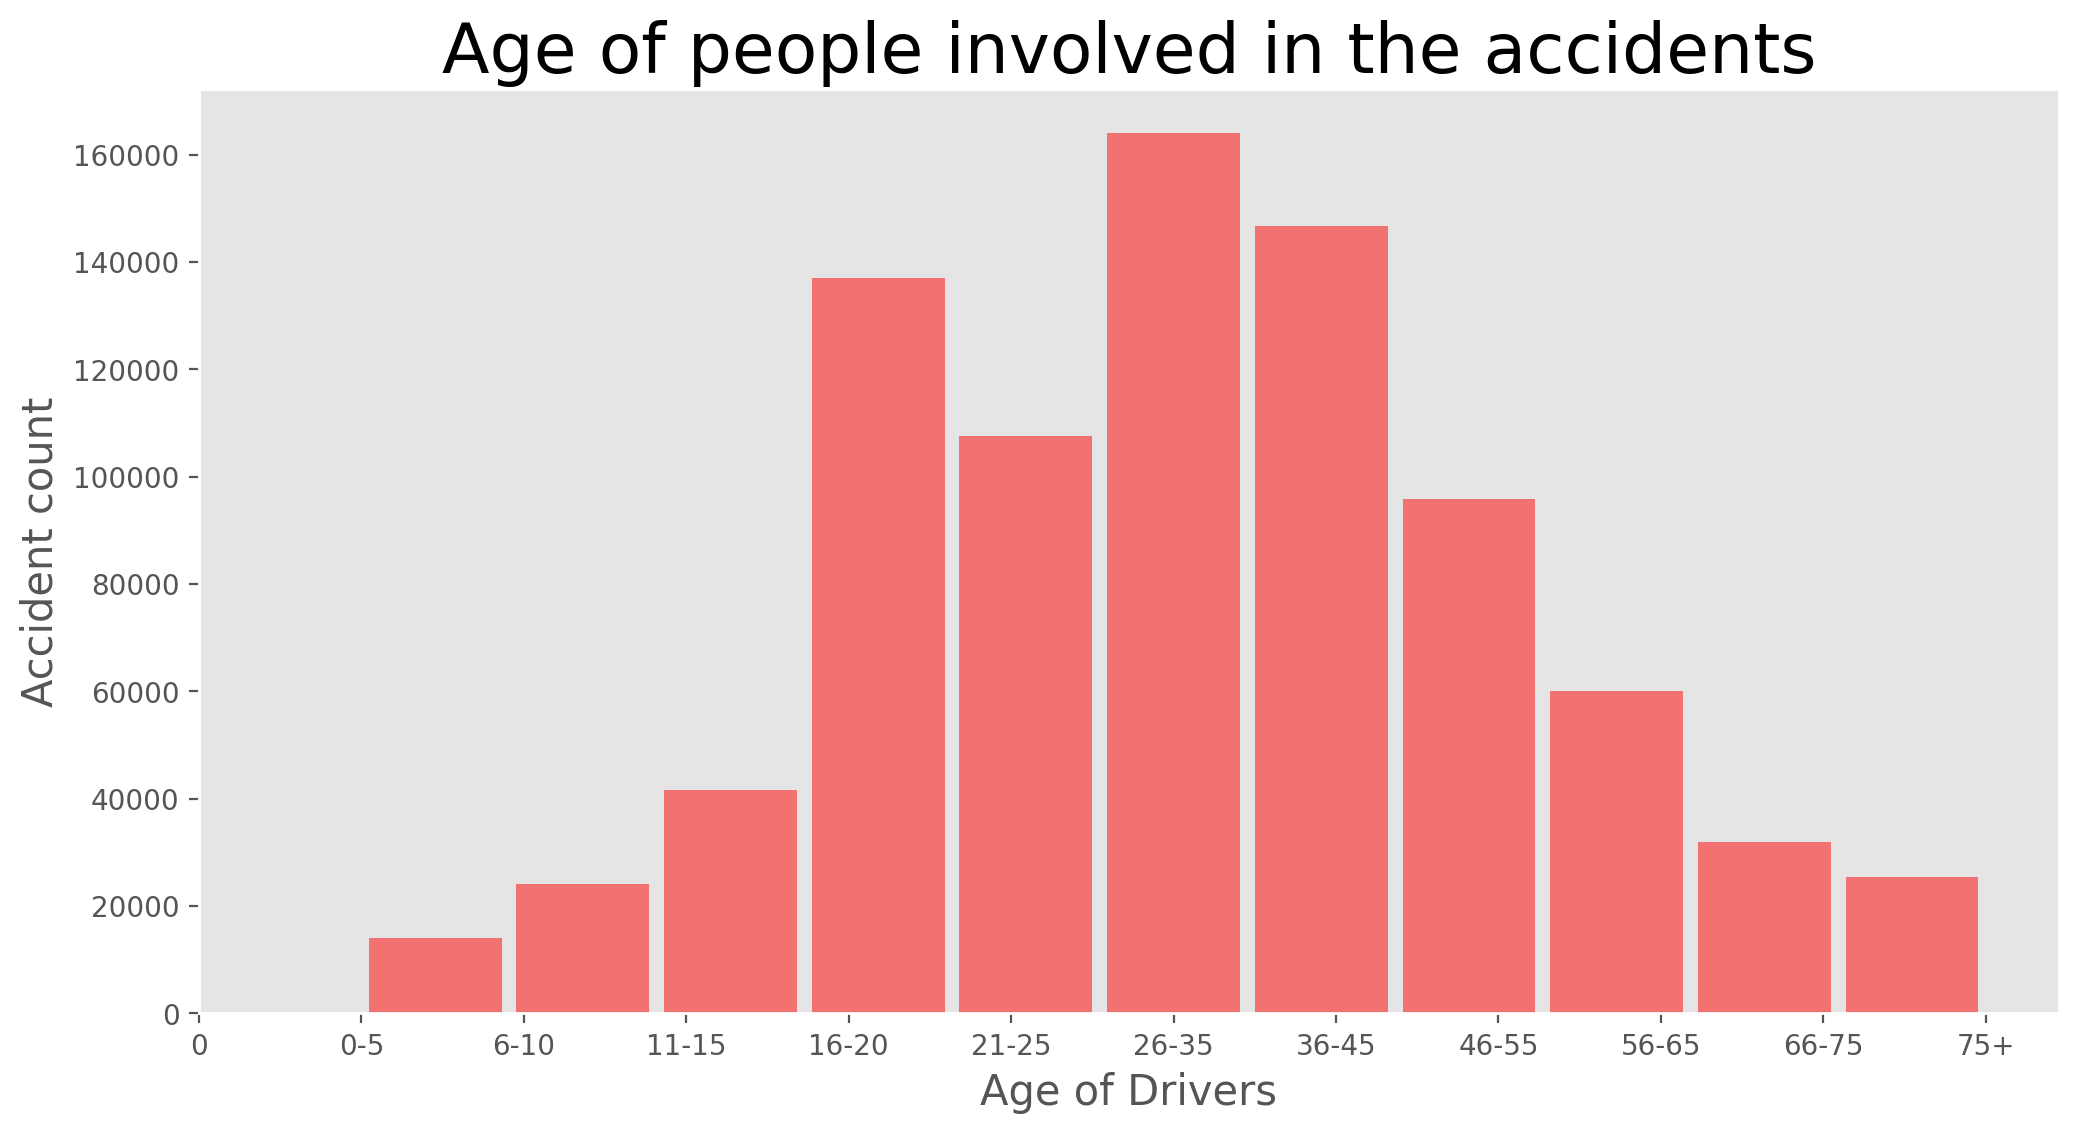 Age of people involved in the accidents
Accident count
160000
140000
120000
100000
80000
60000
40000
20000
0
0 0-5 6-10 11-15 16-20 21-25 26-35 36-45 46-55 56-65 66-75 75+
Age of Drivers